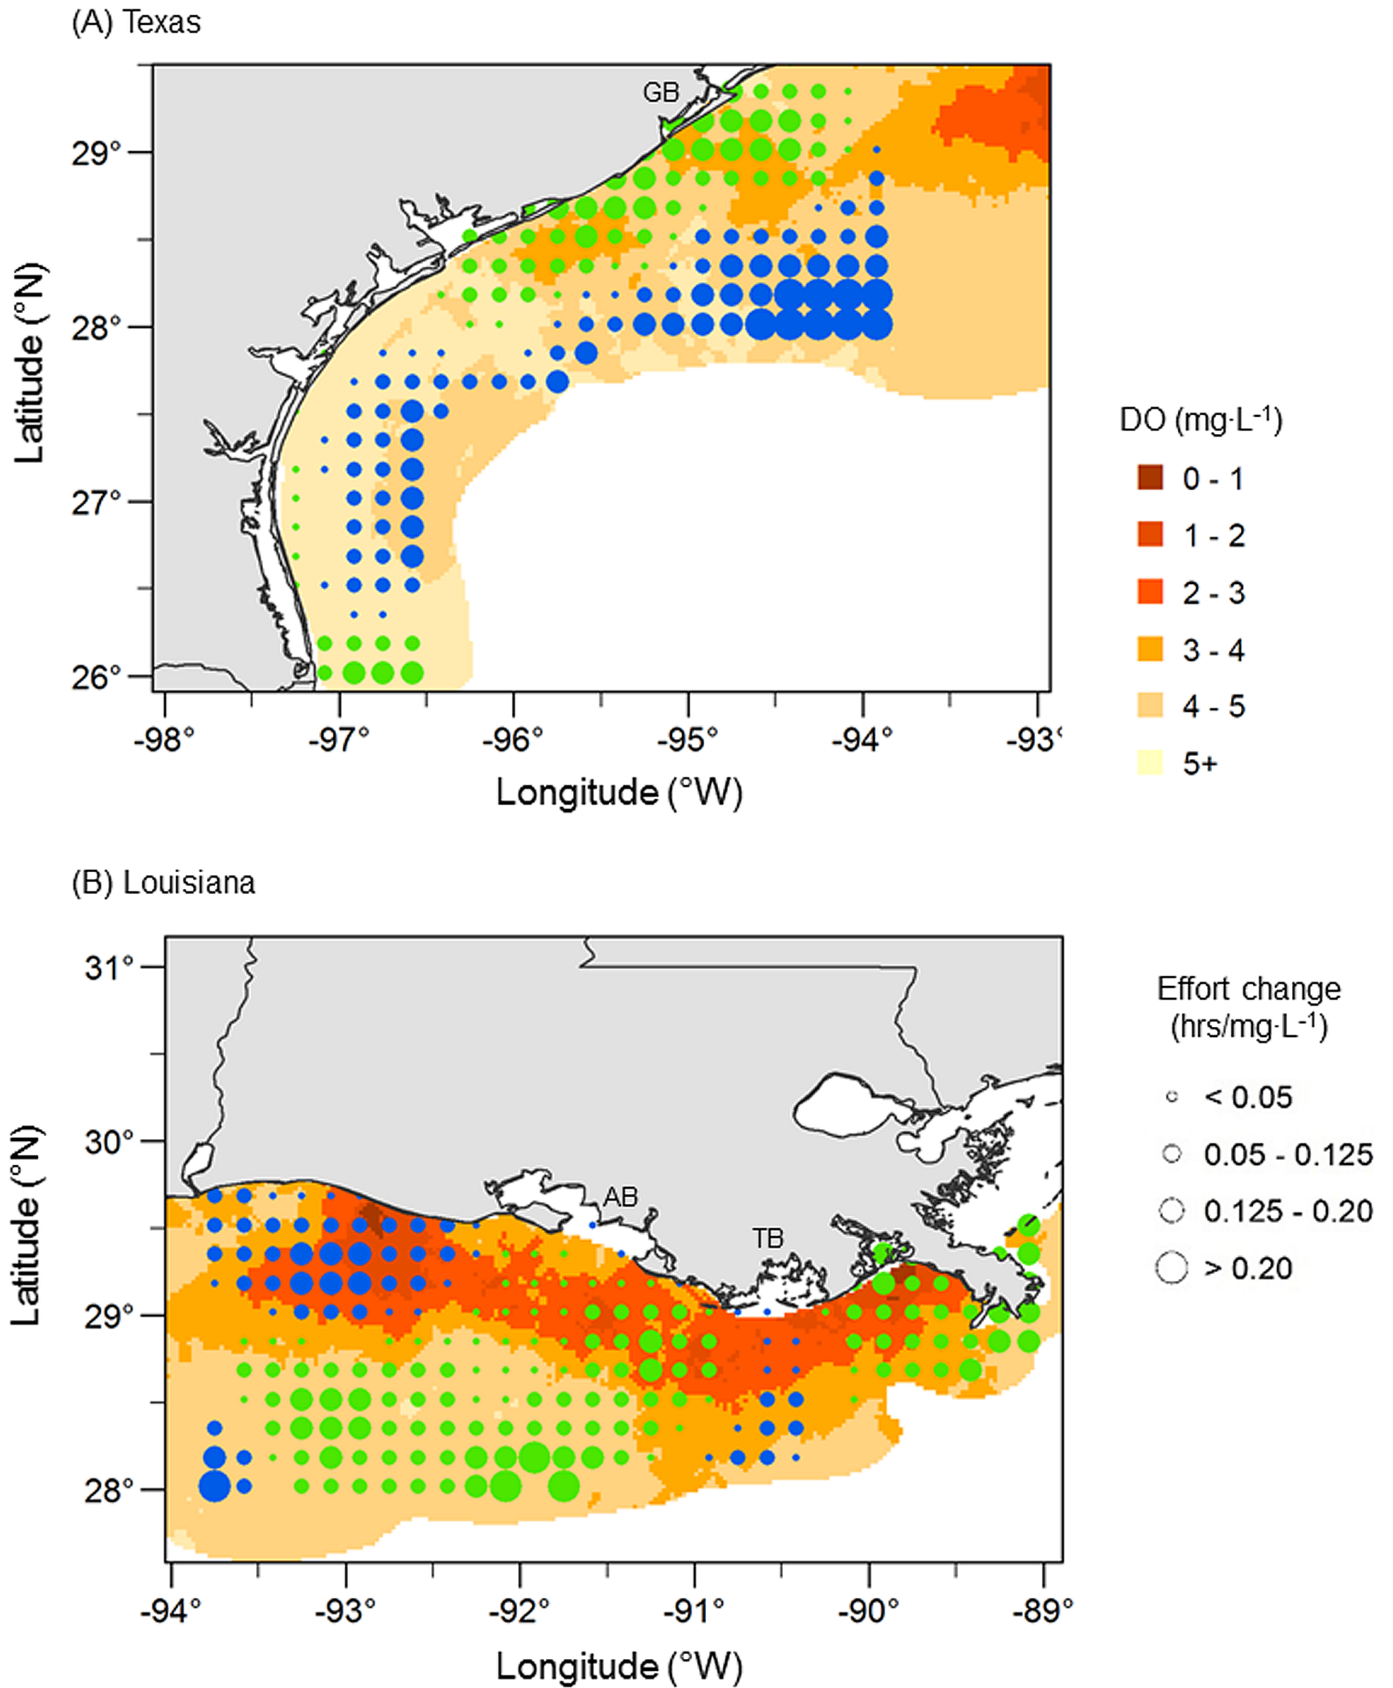 (A) Texas
GB
29°
28°
27°
26°
Latitude (°N)
-98°
-97°
-96°
-95°
-94°
-93°
Longitude (°W)
DO (mg·L-1)
0 - 1
1 - 2
2 - 3
3 - 4
4 - 5
5+
(B) Louisiana
31°
30°
29°
28°
Latitude (°N)
AB
TB
-94°
-93°
-92°
-91°
-90°
-89°
Longitude (°W)
Effort change
(hrs/mg·L-1)
< 0.05
0.05 - 0.125
0.125 - 0.20
> 0.20